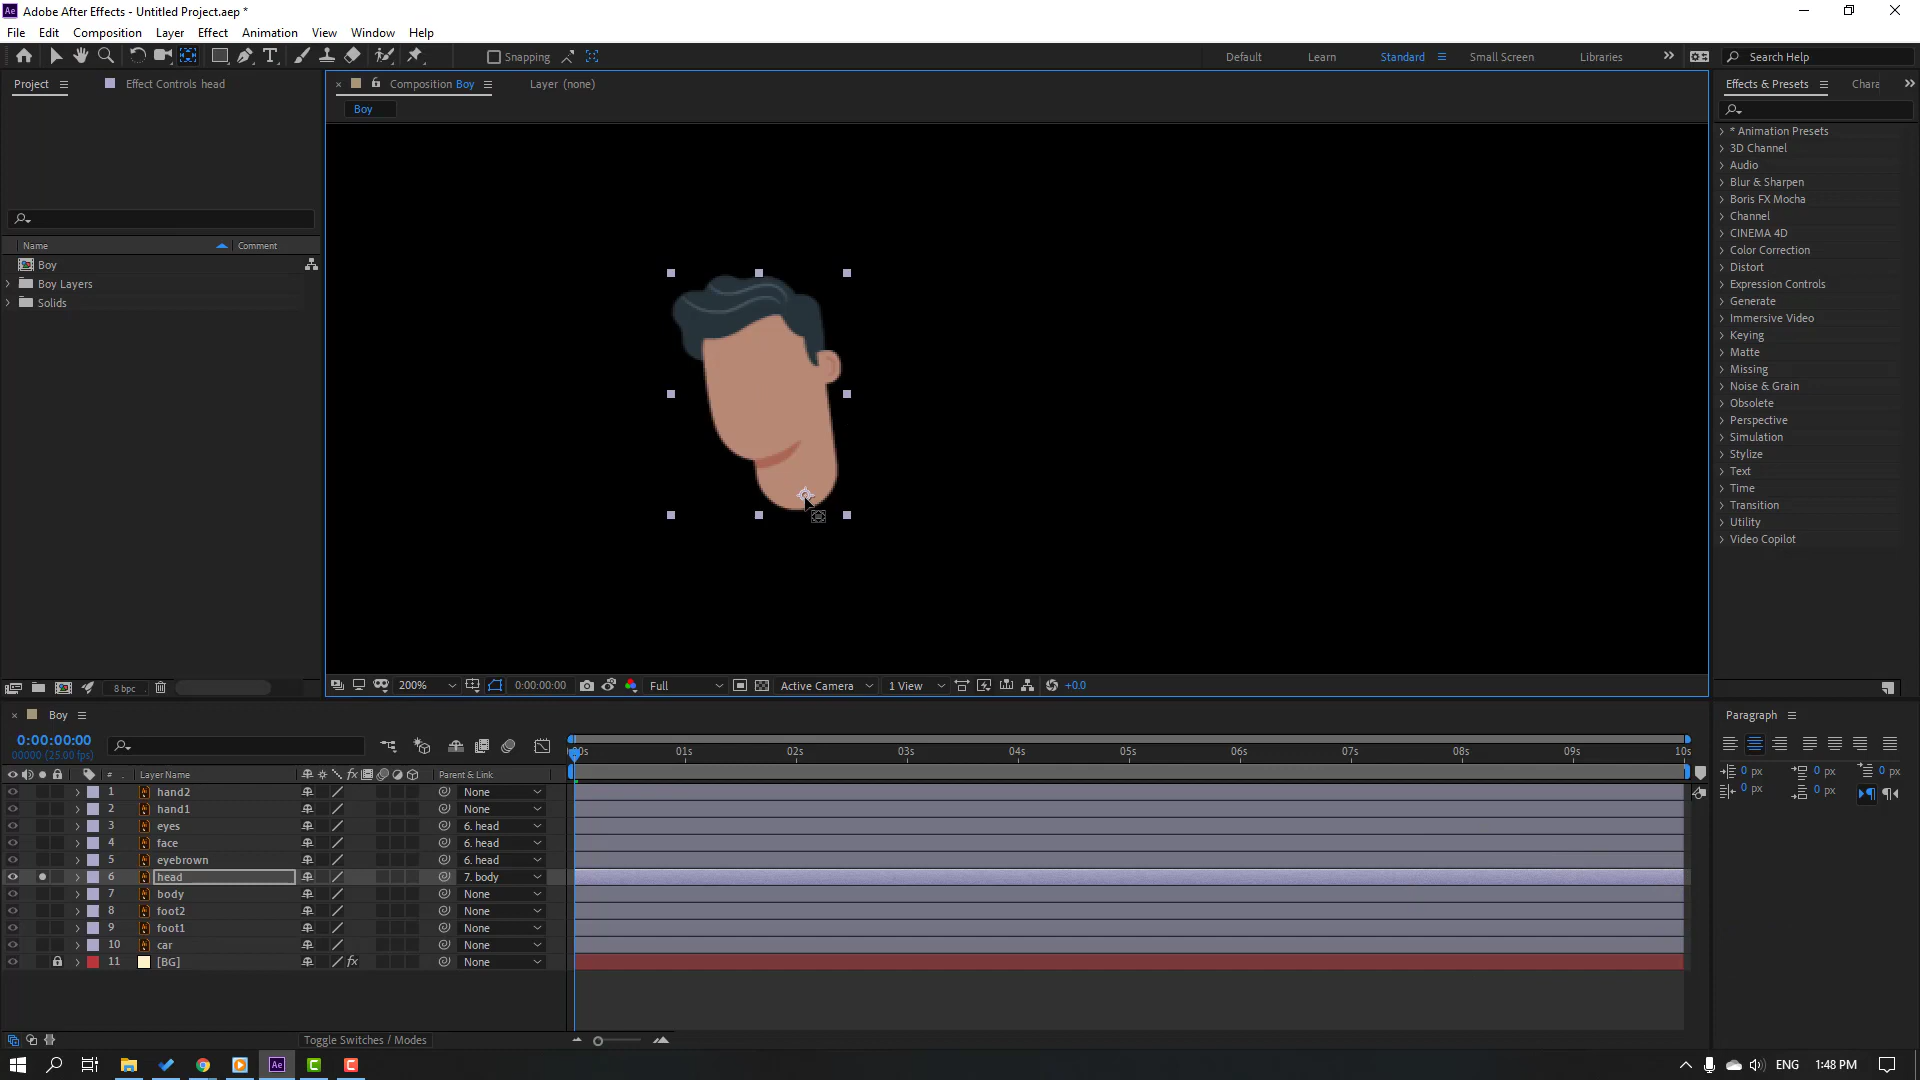 Ae Adobe After Effects - Untitled Project.aep *
File Edit Composition Layer Effect Animation View Window Help
Snapping Default Learn Standard Small Screen Libraries » Search Help
Project Effect Controls head
× Composition Boy Layer (none)
Boy
Effects & Presets Chara »
* Animation Presets
3D Channel
Audio
Blur & Sharpen
Boris FX Mocha
Channel
CINEMA 4D
Color Correction
Distort
Expression Controls
Generate
Immersive Video
Keying
Matte
Missing
Noise & Grain
Obsolete
Perspective
Simulation
Stylize
Text
Time
Transition
Utility
Video Copilot
Name Comment
Boy
Boy Layers
Solids
8 bpc
200% 0:00:00:00 Full Active Camera 1 View +0.0
× Boy
0:00:00:00
00000 (25.00 fps)
00s 01s 02s 03s 04s 05s 06s 07s 08s 09s 10s
# Layer Name fx Parent & Link
1 hand2 None
2 hand1 None
3 eyes 6. head
4 face 6. head
5 eyebrown 6. head
6 head 7. body
7 body None
8 foot2 None
9 foot1 None
10 car None
11 [BG] fx None
Toggle Switches / Modes
Paragraph
0 px 0 px 0 px
0 px 0 px
Ae ENG 1:48 PM